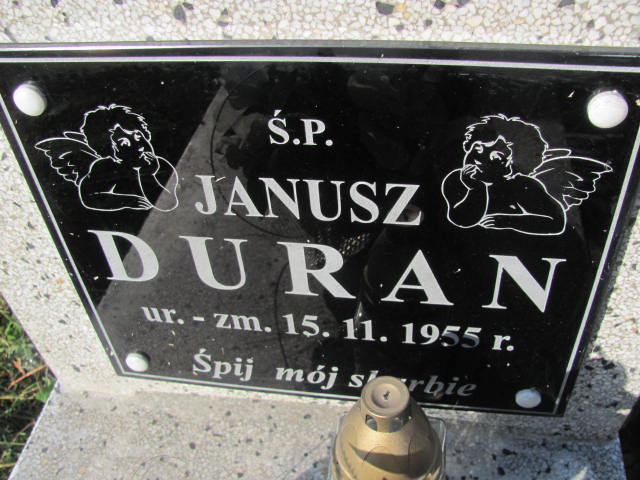 Ś.P.
JANUSZ
DURAN
ur. - zm. 15. 11. 1955 r.
Śpij mój skarbie